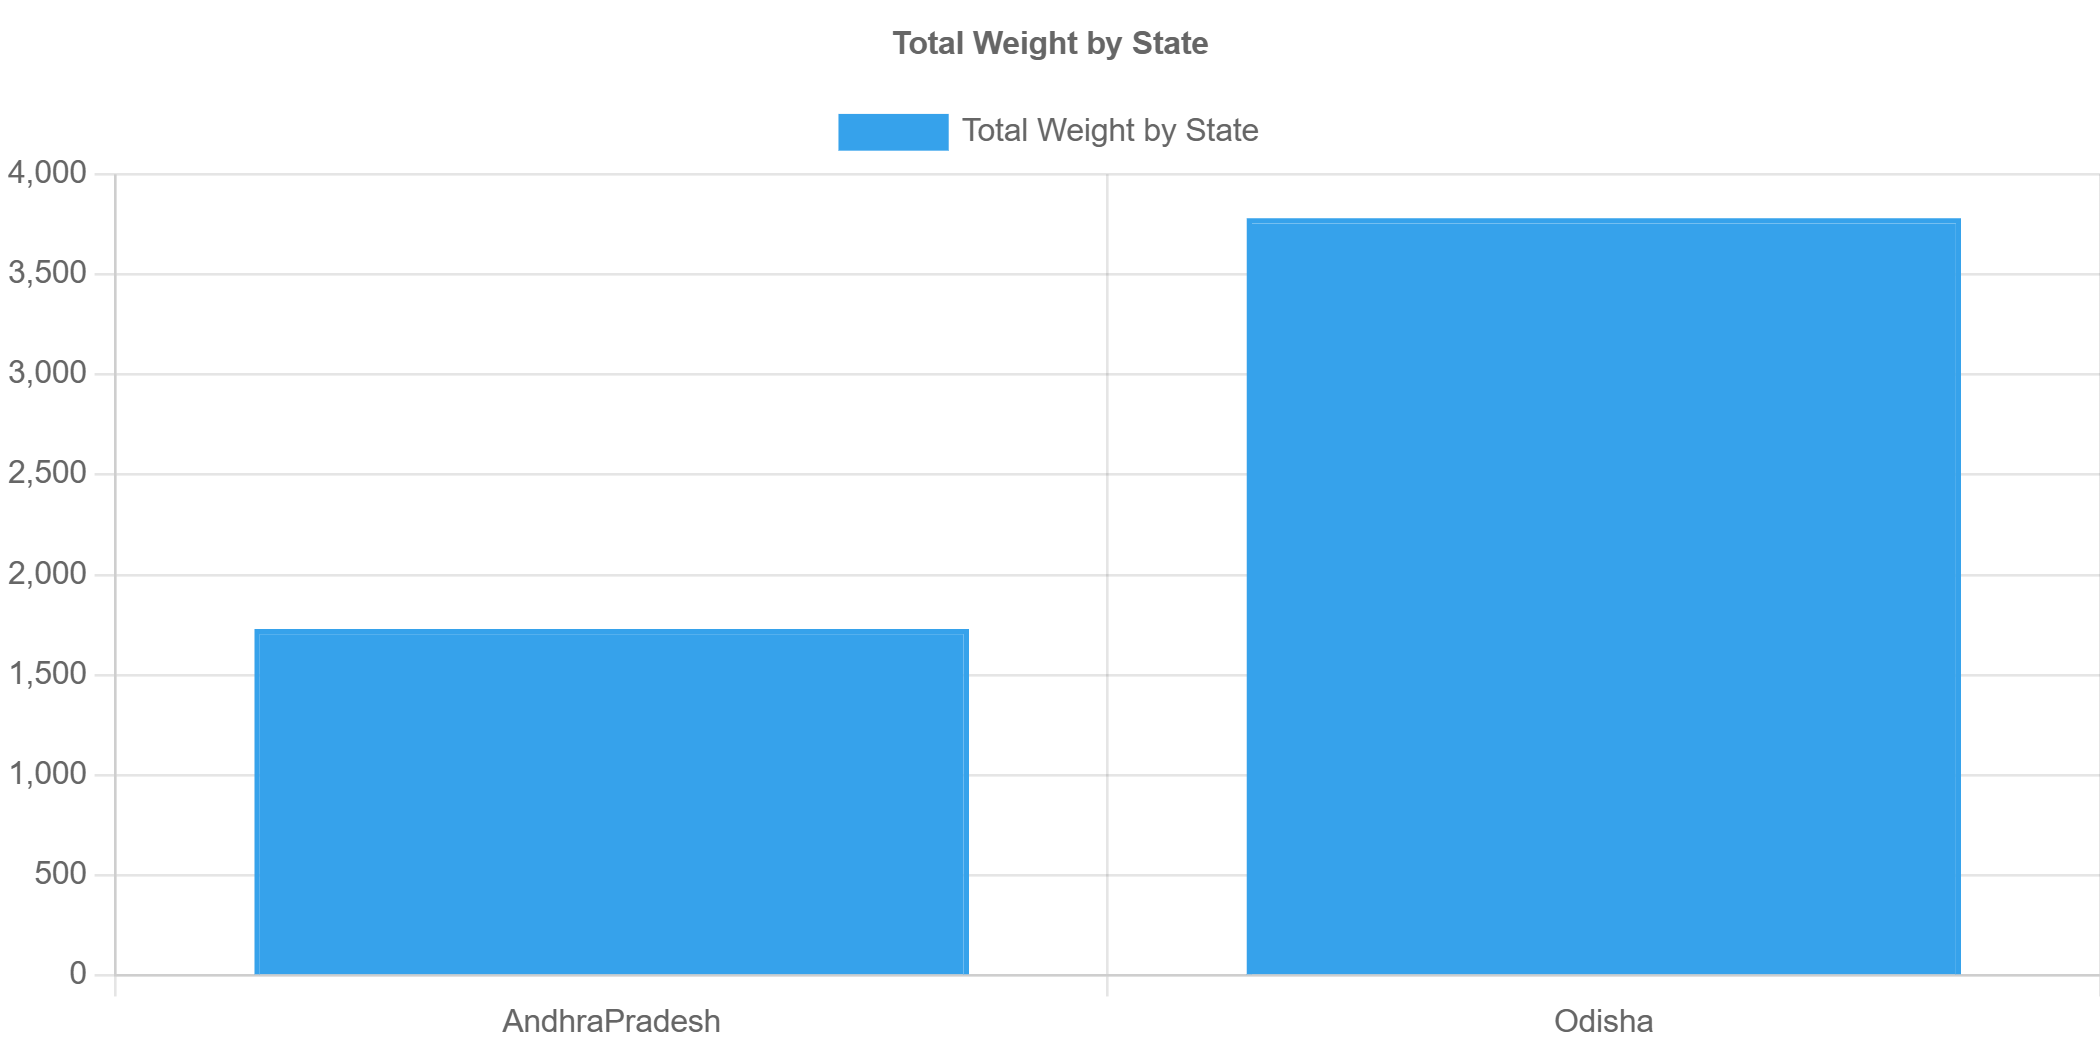 Total Weight by State
Total Weight by State
4,000
3,500
3,000
2,500
2,000
1,500
1,000
500
0
AndhraPradesh
Odisha